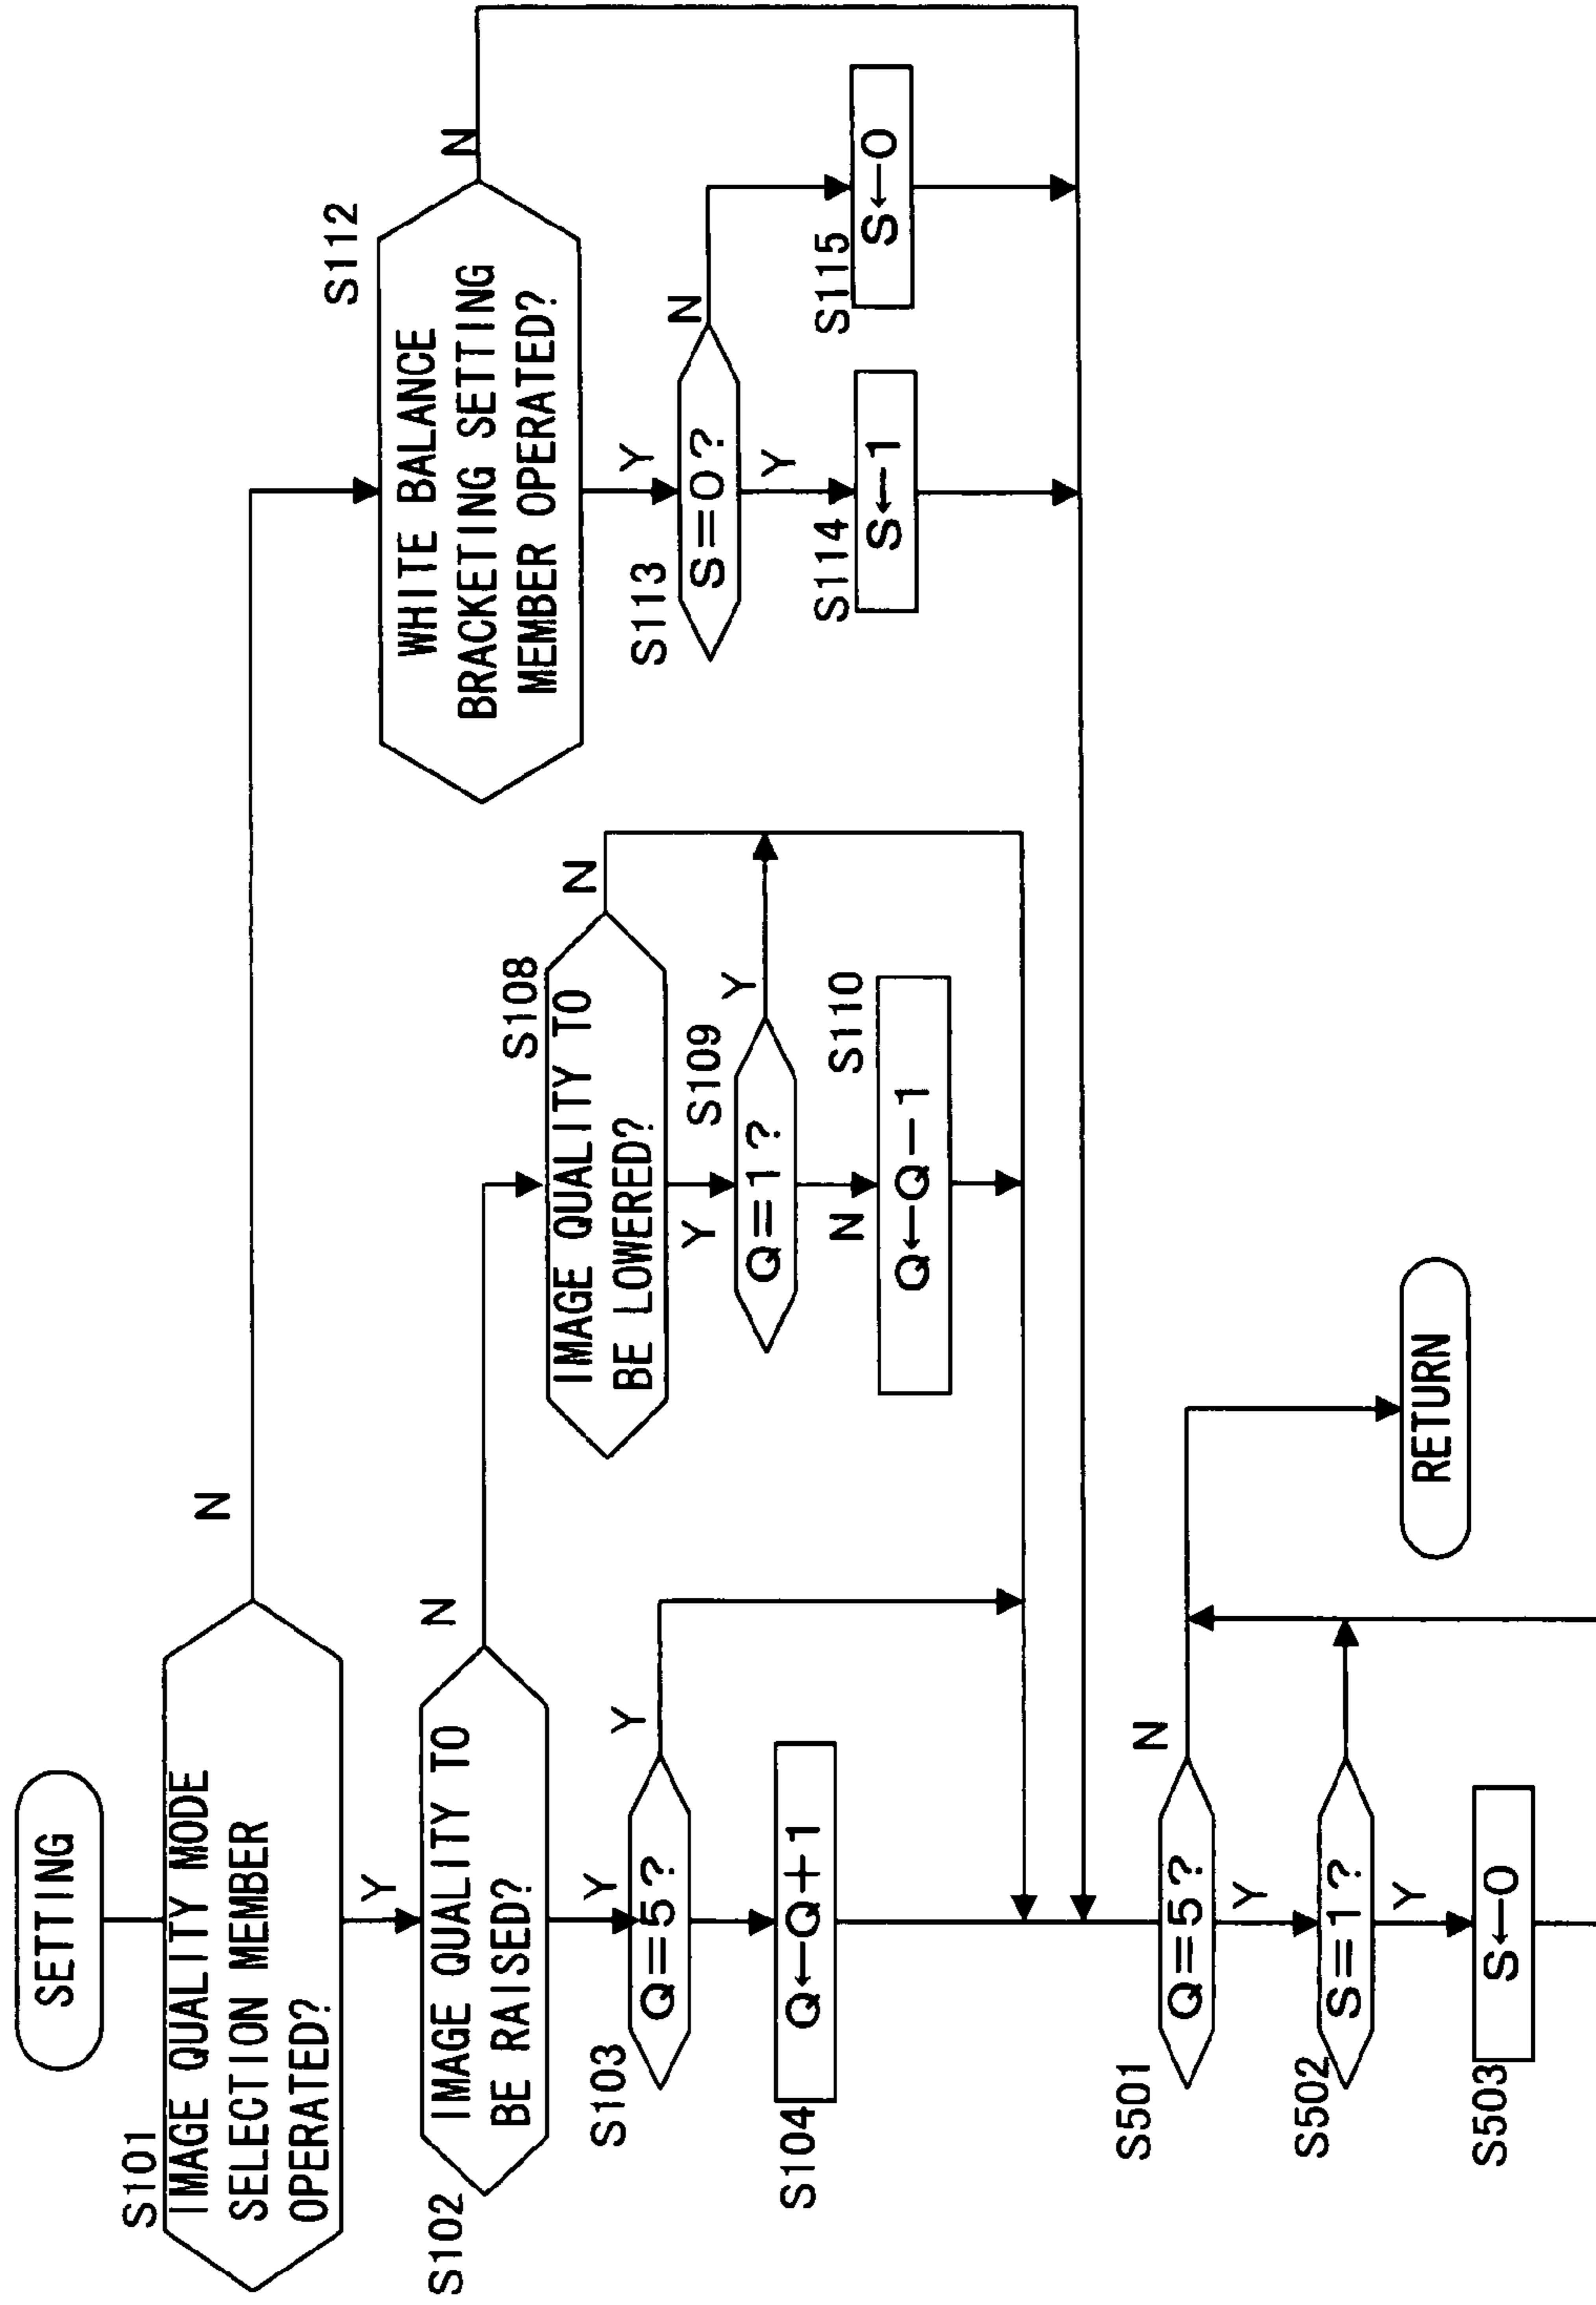 SETTING
S101
IMAGE QUALITY MODE
SELECTION MEMBER
OPERATED?
N
Y
S102
IMAGE QUALITY TO
BE RAISED?
N
Y
S103
Q=5?
Y
S104
Q←Q+1
S108
IMAGE QUALITY TO
BE LOWERED?
N
Y
S109
Q=1?
Y
N
S110
Q←Q-1
S112
WHITE BALANCE
BRACKETING SETTING
MEMBER OPERATED?
N
Y
S113
S=0?
N
Y
S114
S←1
S115
S←0
S501
Q=5?
N
Y
S502
S=1?
Y
S503
S←0
RETURN